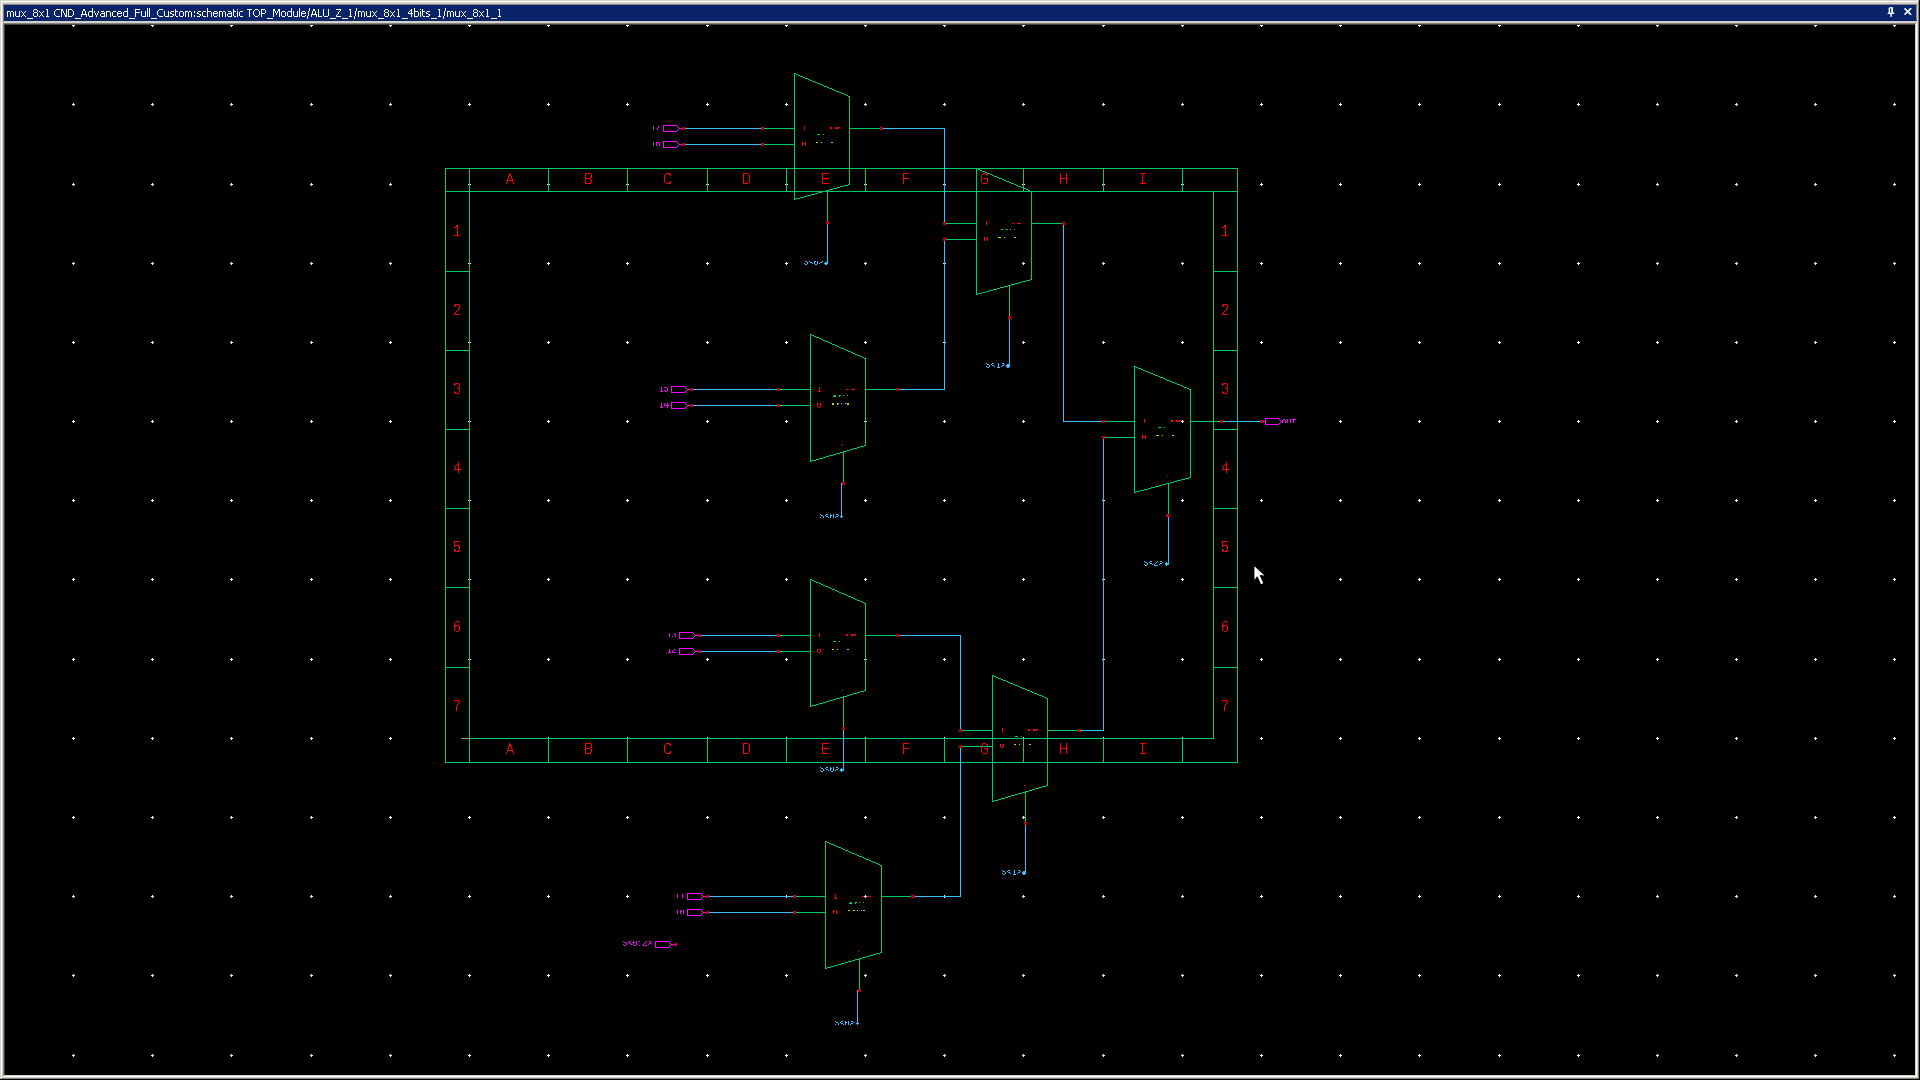 mux_8x1 CND_Advanced_Full_Custom:schematic TOP_Module/ALU_Z_1/mux_8x1_4bits_1/mux_8x1_1
I7
I6
A B C D E F G H I
1 1
S<0>
2 2
S<1>
3 3
I5
I4
OUT
4 4
S<0>
5 5
S<2>
6 6
I3
I2
7 7
A B C D E F G H I
S<0>
S<1>
I1
I0
S<0:2>
S<0>